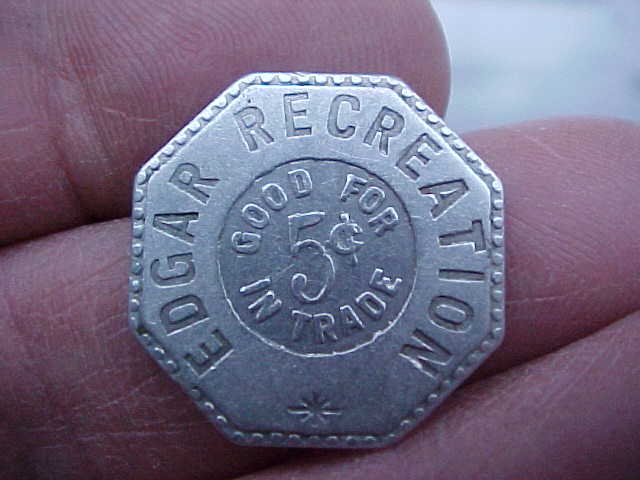 EDGAR RECREATION
GOOD FOR
5¢
IN TRADE